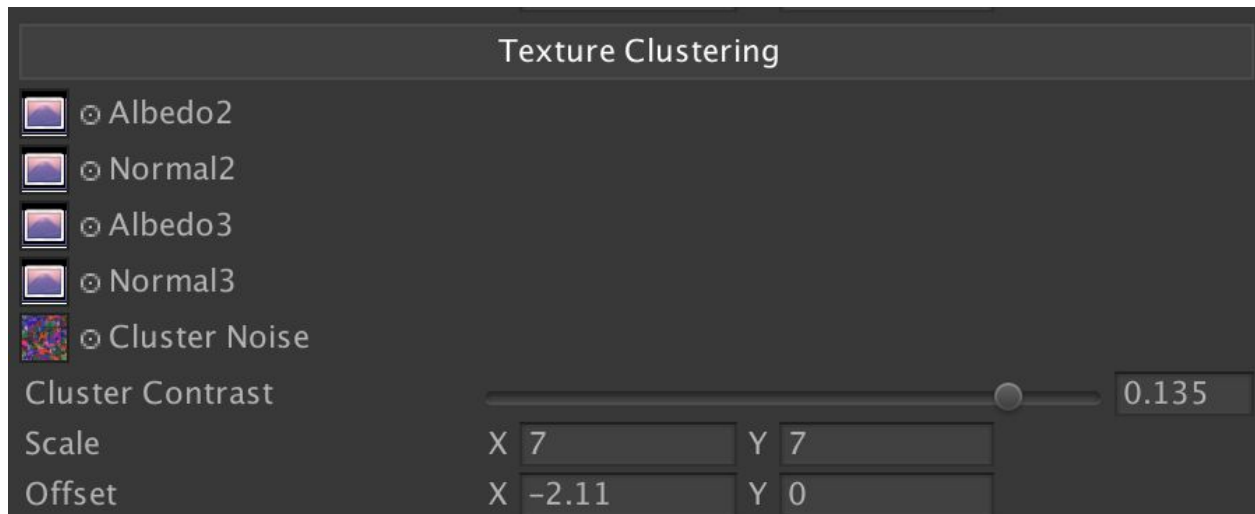 Texture Clustering
Albedo2
Normal2
Albedo3
Normal3
Cluster Noise
Cluster Contrast 0.135
Scale X 7 Y 7
Offset X -2.11 Y 0